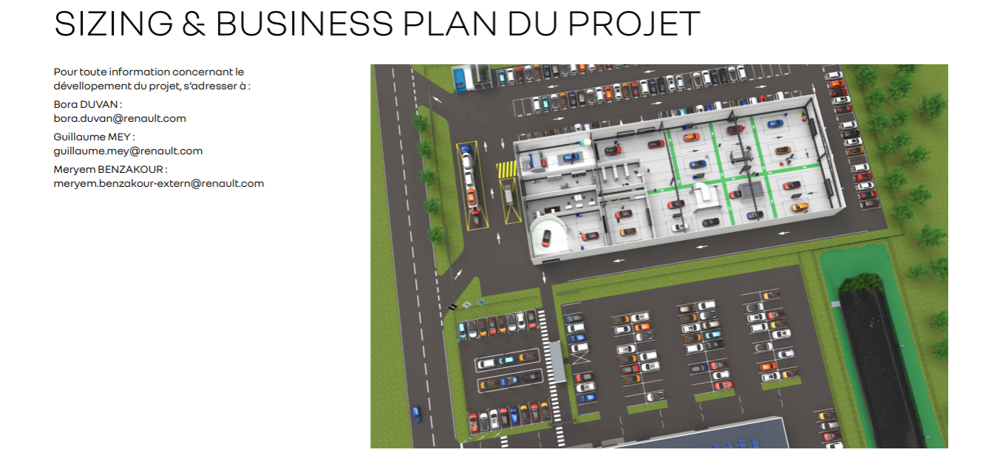 SIZING & BUSINESS PLAN DU PROJET
Pour toute information concernant le
dévellopement du projet, s'adresser à :
Bora DUVAN :
bora.duvan@renault.com
Guillaume MEY :
guillaume.mey@renault.com
Meryem BENZAKOUR :
meryem.benzakour-extern@renault.com